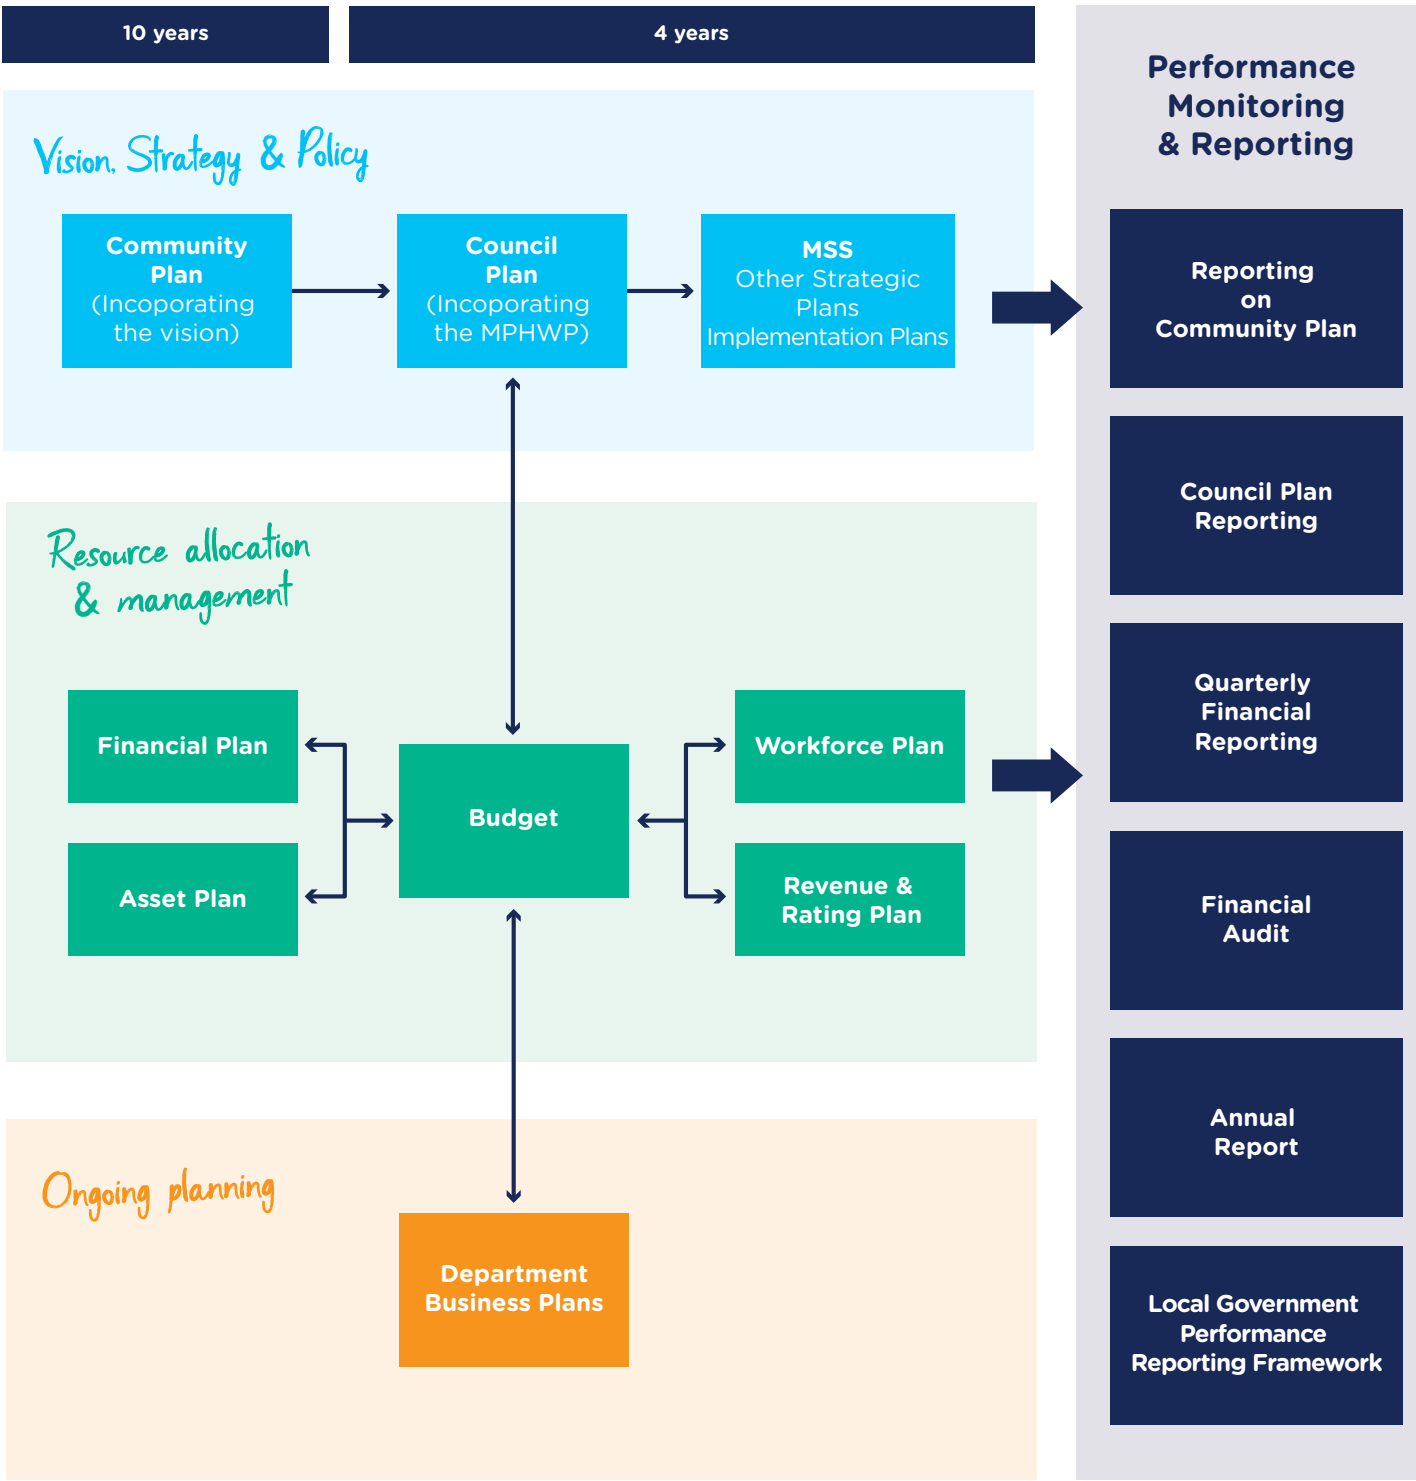 10 years
4 years
Vision, Strategy & Policy
Community
Plan
(Incoporating
the vision)
Council
Plan
(Incoporating
the MPHWP)
MSS
Other Strategic
Plans
Implementation Plans
Resource allocation
& management
Financial Plan
Asset Plan
Budget
Workforce Plan
Revenue &
Rating Plan
Ongoing planning
Department
Business Plans
Performance
Monitoring
& Reporting
Reporting
on
Community Plan
Council Plan
Reporting
Quarterly
Financial
Reporting
Financial
Audit
Annual
Report
Local Government
Performance
Reporting Framework